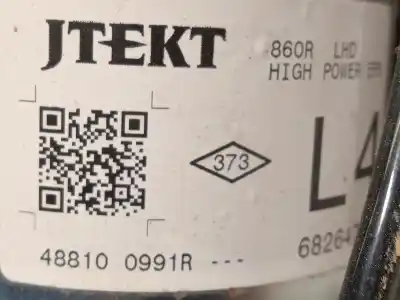 JTEKT
860R LHD
HIGH POWER
373
L4
68264
48810 0991R ---